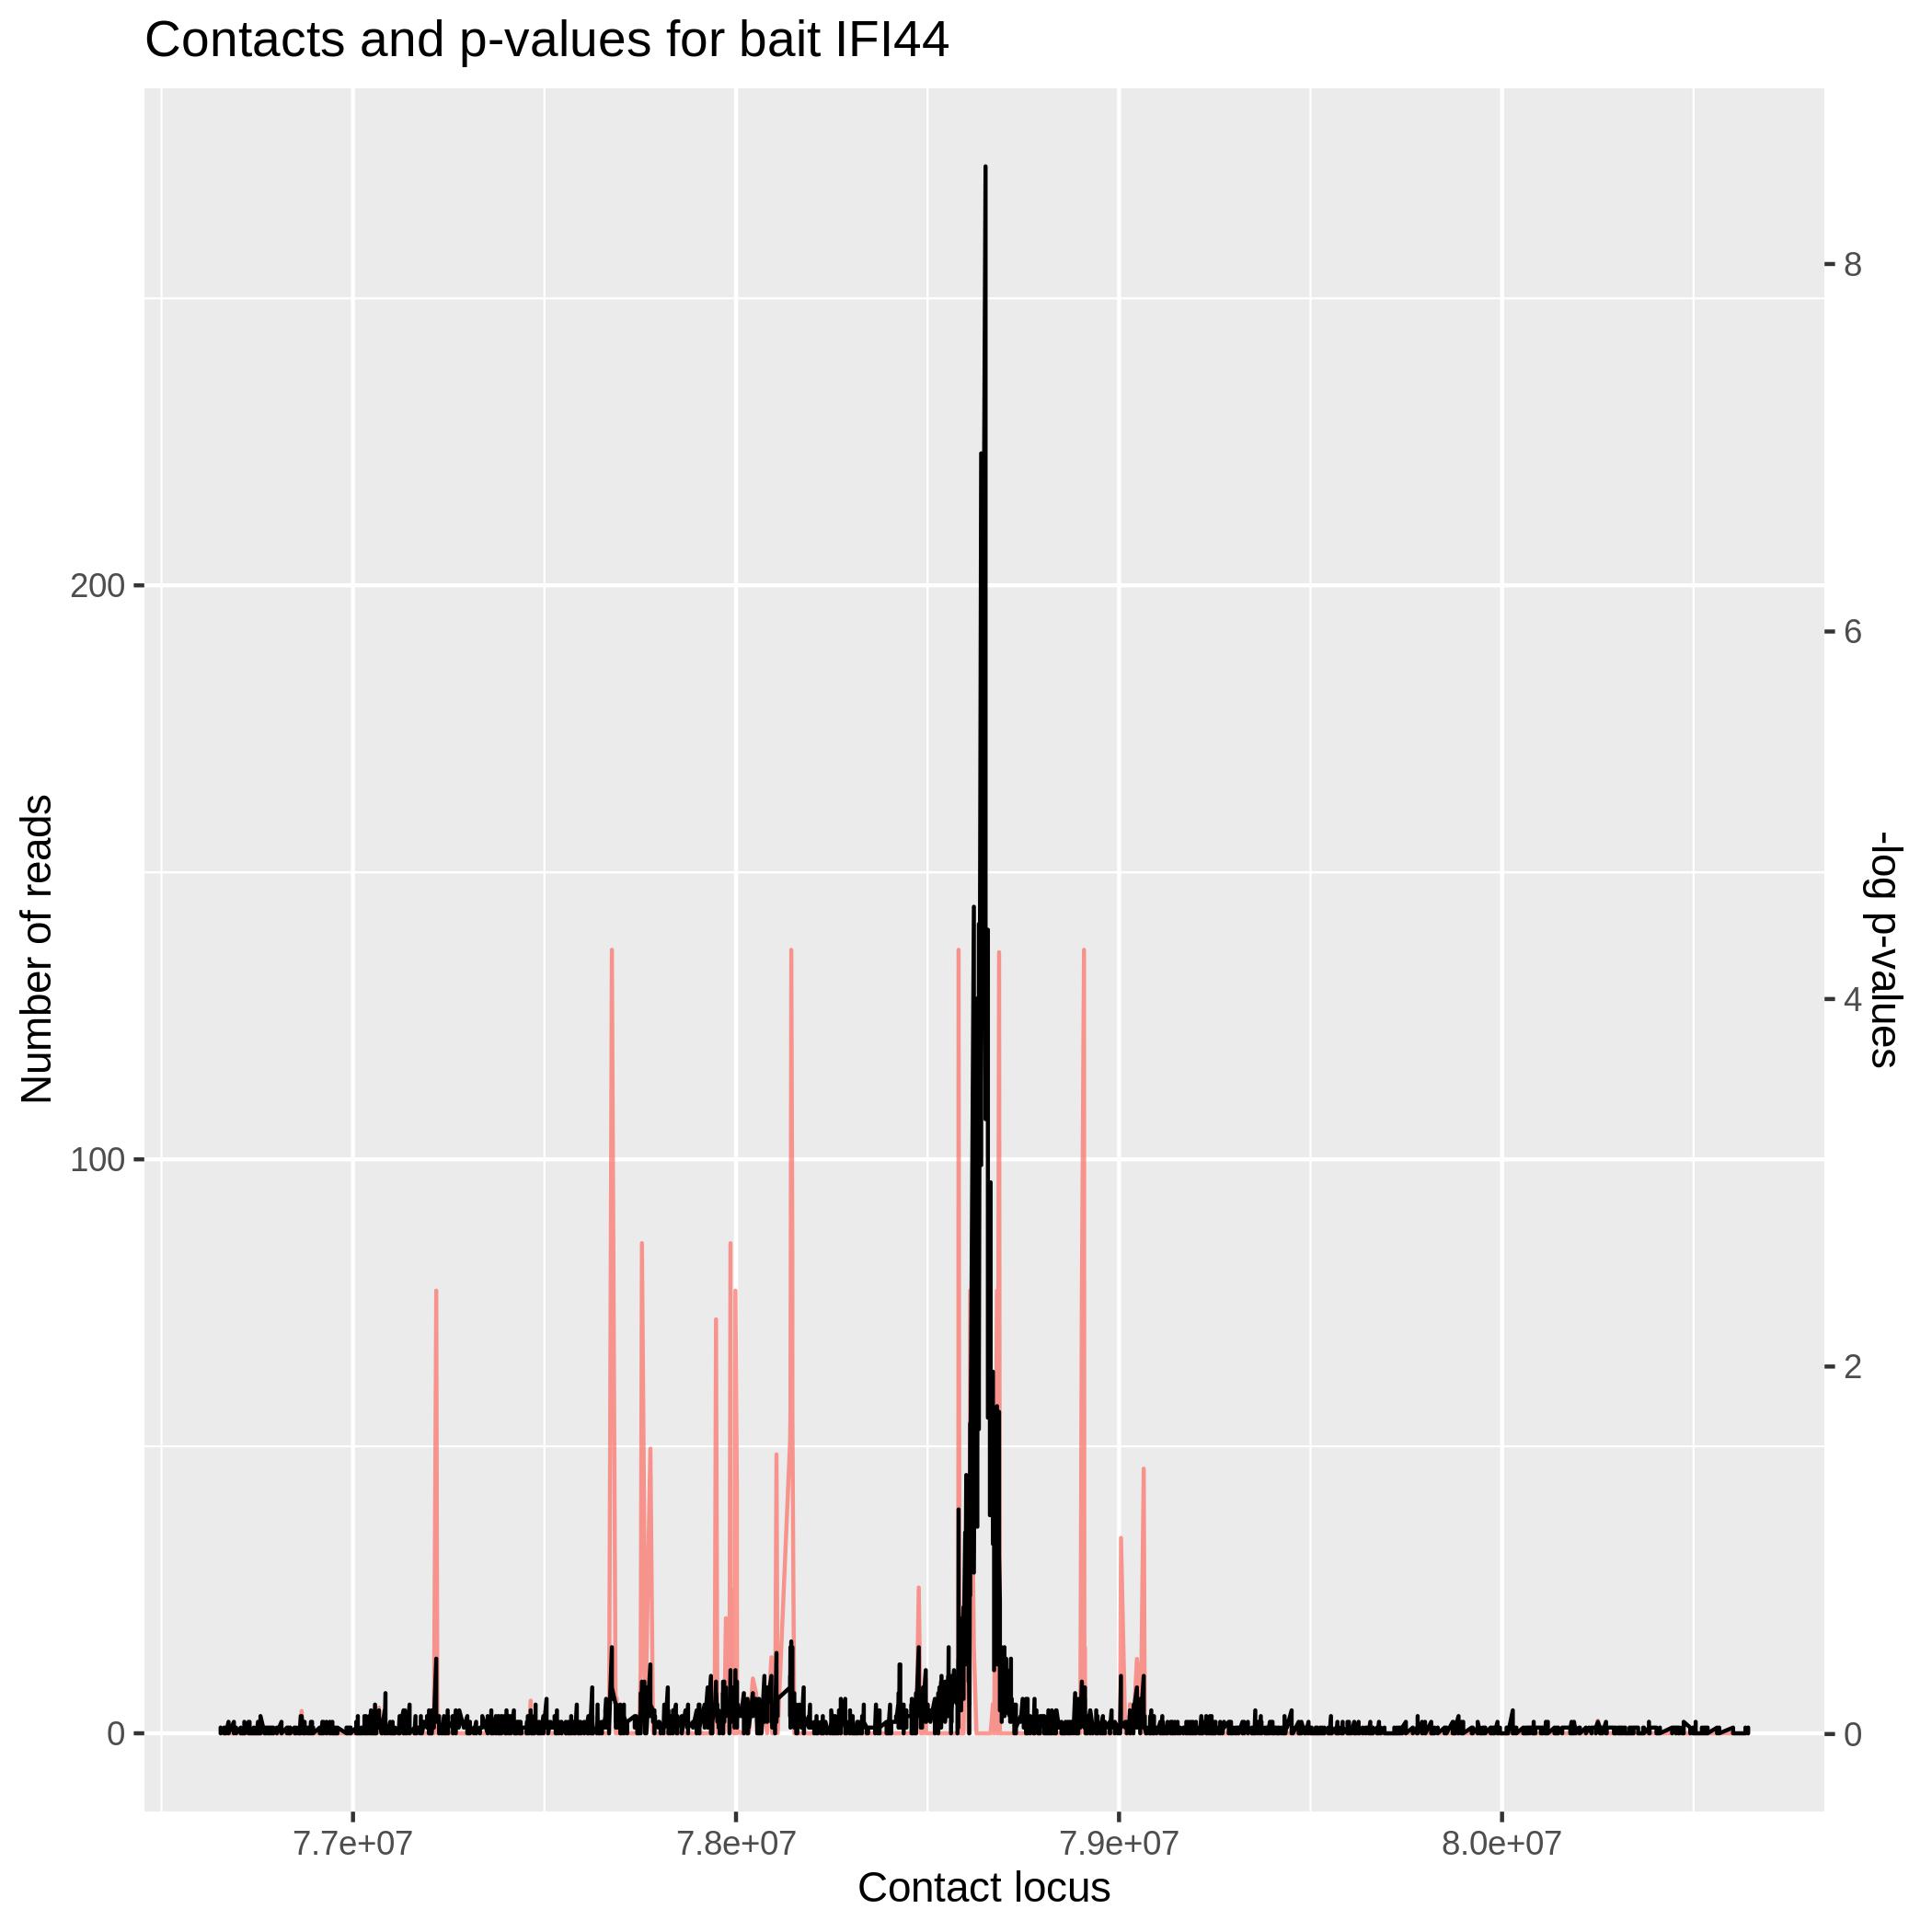 Contacts and p-values for bait IFI44
Number of reads
200
100
0
8
6
4
2
0
-log p-values
7.7e+07
7.8e+07
7.9e+07
8.0e+07
Contact locus